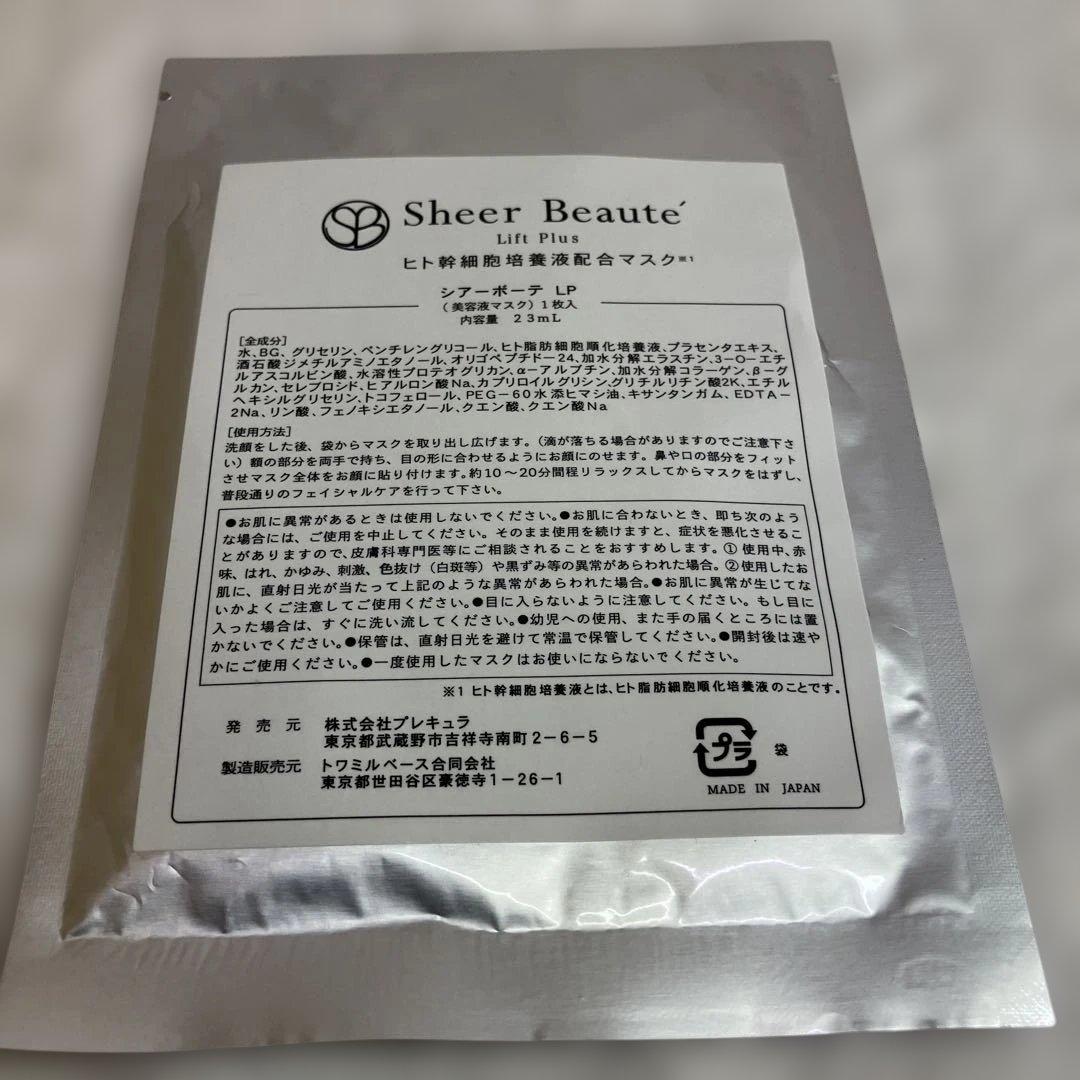 Sheer Beauté
Lift Plus
ヒト幹細胞培養液配合マスク※1
シアーボーテ LP
(美容液マスク)1枚入
内容量 23mL
[全成分]
水、BG、グリセリン、ペンチレングリコール、ヒト脂肪細胞順化培養液、プラセンタエキス、
酒石酸ジメチルアミノエタノール、オリゴペプチド-24、加水分解エラスチン、3-O-エチ
ルアスコルビン酸、水溶性プロテオグリカン、α-アルブチン、加水分解コラーゲン、β-グ
ルカン、セレブロシド、ヒアルロン酸Na、カプリロイルグリシン、グリチルリチン酸2K、エチル
ヘキシルグリセリン、トコフェロール、PEG-60水添ヒマシ油、キサンタンガム、EDTA-
2Na、リン酸、フェノキシエタノール、クエン酸、クエン酸Na
[使用方法]
洗顔をした後、袋からマスクを取り出し広げます。(滴が落ちる場合がありますのでご注意下さ
い)額の部分を両手で持ち、目の形に合わせるようにお顔にのせます。鼻や口の部分をフィット
させマスク全体をお顔に貼り付けます。約10~20分間程リラックスしてからマスクをはずし、
普段通りのフェイシャルケアを行って下さい。
●お肌に異常があるときは使用しないでください。●お肌に合わないとき、即ち次のよう
な場合には、ご使用を中止してください。そのまま使用を続けますと、症状を悪化させるこ
とがありますので、皮膚科専門医等にご相談されることをおすすめします。①使用中、赤
味、はれ、かゆみ、刺激、色抜け(白斑等)や黒ずみ等の異常があらわれた場合。②使用したお
肌に、直射日光が当たって上記のような異常があらわれた場合。●お肌に異常が生じてな
いかよくご注意してご使用ください。●目に入らないように注意してください。もし目に
入った場合は、すぐに洗い流してください。●幼児への使用、また手の届くところには置
かないでください。●保管は、直射日光を避けて常温で保管してください。●開封後は速や
かにご使用ください。●一度使用したマスクはお使いにならないでください。
※1 ヒト幹細胞培養液とは、ヒト脂肪細胞順化培養液のことです。
発売元 株式会社プレキュラ
東京都武蔵野市吉祥寺南町2-6-5
製造販売元 トワミルベース合同会社
東京都世田谷区豪徳寺1-26-1
プラ 袋
MADE IN JAPAN